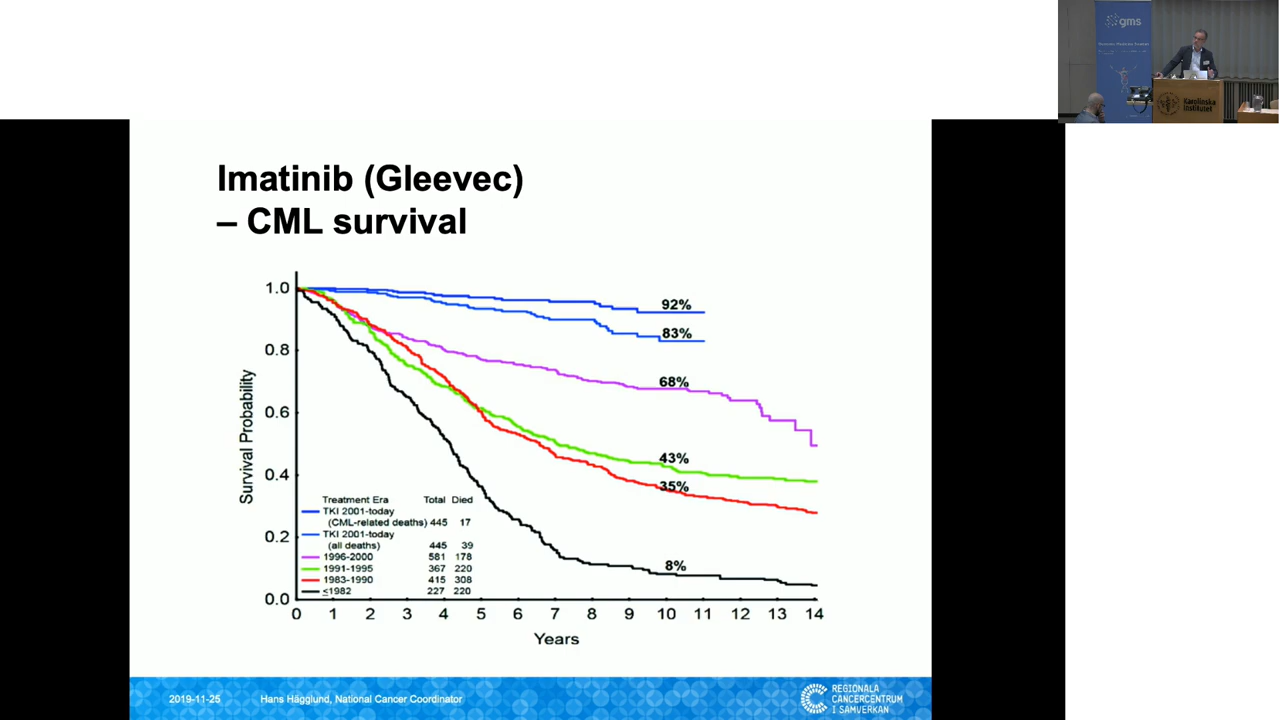 gms
Karolinska
Institutet
Imatinib (Gleevec)
– CML survival
1.0
0.8
0.6
0.4
0.2
0.0
Survival Probability
92%
83%
68%
43%
35%
8%
Treatment Era Total Died
TKI 2001-today
(CML-related deaths) 445 17
TKI 2001-today
(all deaths) 445 39
1996-2000 581 178
1991-1995 367 220
1983-1990 415 308
≤1982 227 220
0 1 2 3 4 5 6 7 8 9 10 11 12 13 14
Years
2019-11-25 Hans Hägglund, National Cancer Coordinator
REGIONALA
CANCERCENTRUM
I SAMVERKAN